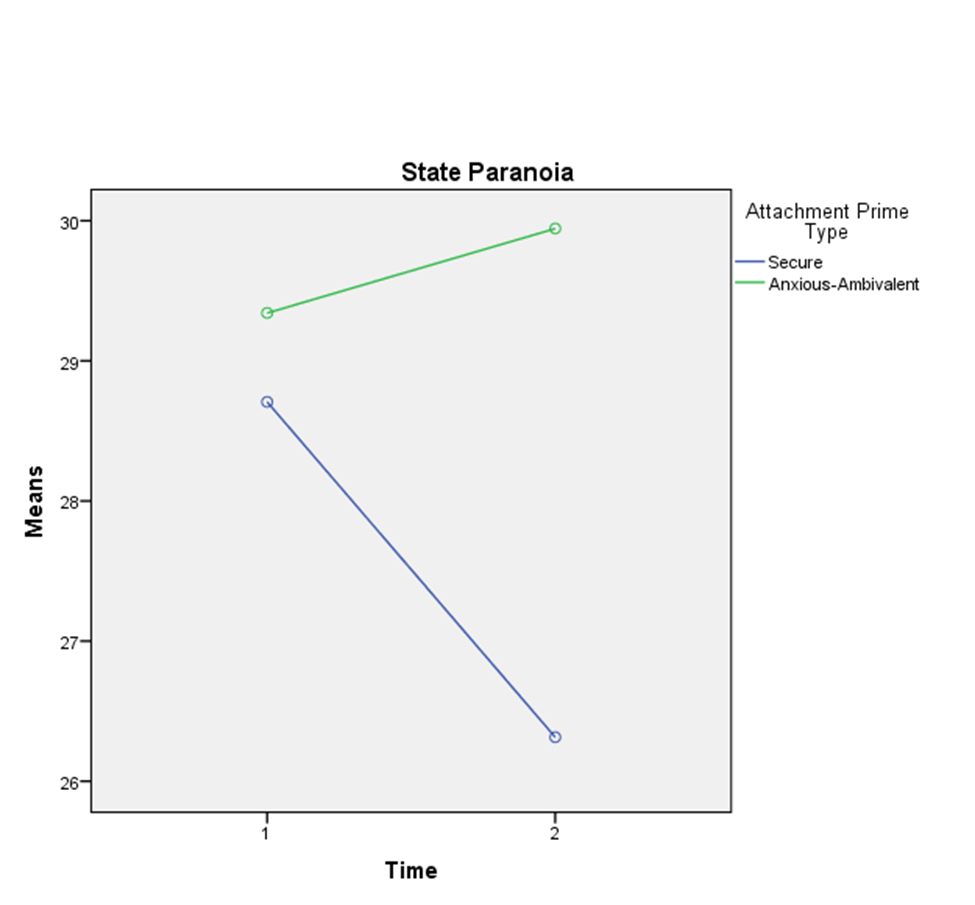 State Paranoia
Attachment Prime
Type
Secure
Anxious-Ambivalent
30
29
28
27
26
Means
1 2
Time